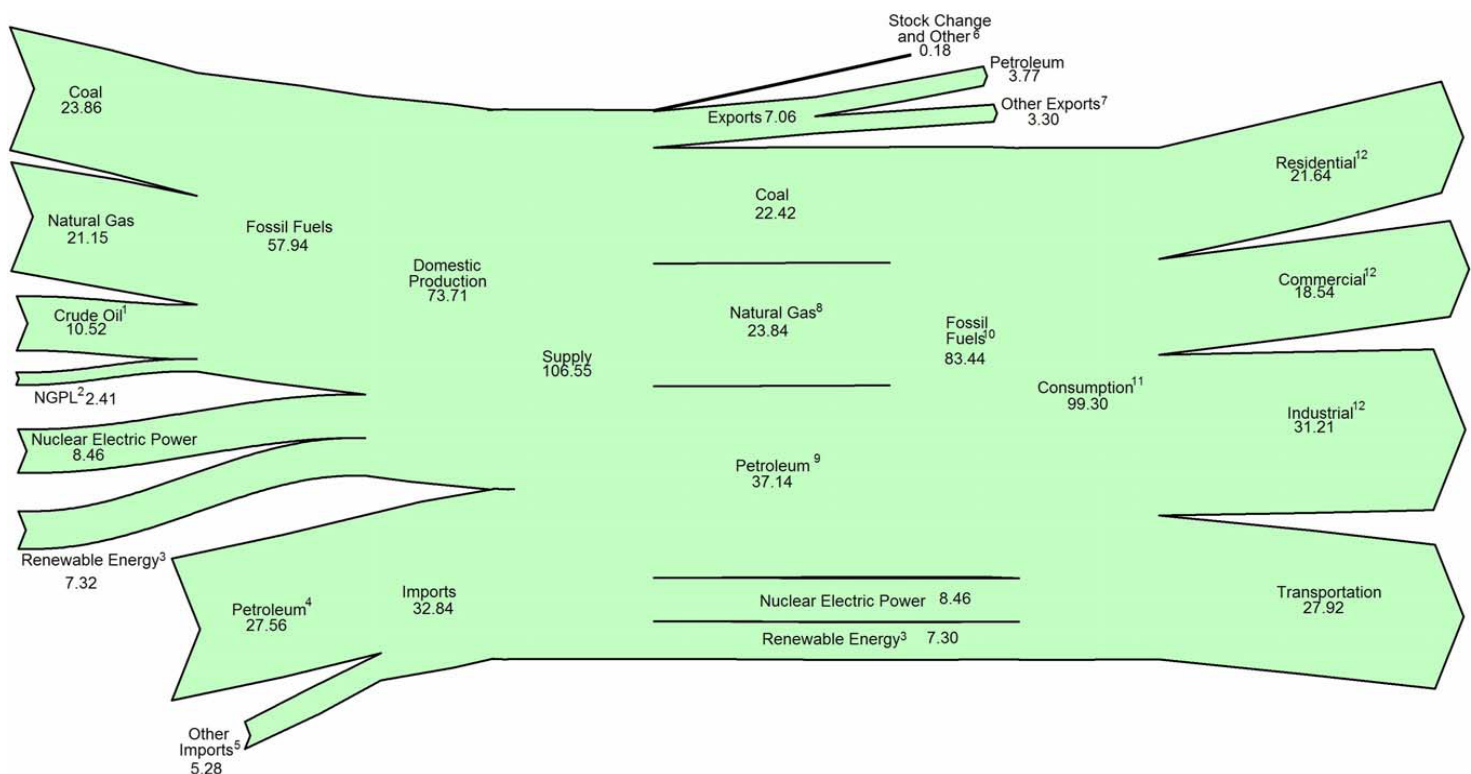 Stock Change
and Other⁶
0.18
Petroleum
3.77
Other Exports⁷
3.30
Exports 7.06
Coal
23.86
Natural Gas
21.15
Crude Oil¹
10.52
NGPL² 2.41
Nuclear Electric Power
8.46
Renewable Energy³
7.32
Fossil Fuels
57.94
Domestic
Production
73.71
Petroleum⁴
27.56
Imports
32.84
Other
Imports⁵
5.28
Supply
106.55
Coal
22.42
Natural Gas⁸
23.84
Petroleum ⁹
37.14
Nuclear Electric Power 8.46
Renewable Energy³ 7.30
Fossil
Fuels¹⁰
83.44
Consumption¹¹
99.30
Residential¹²
21.64
Commercial¹²
18.54
Industrial¹²
31.21
Transportation
27.92